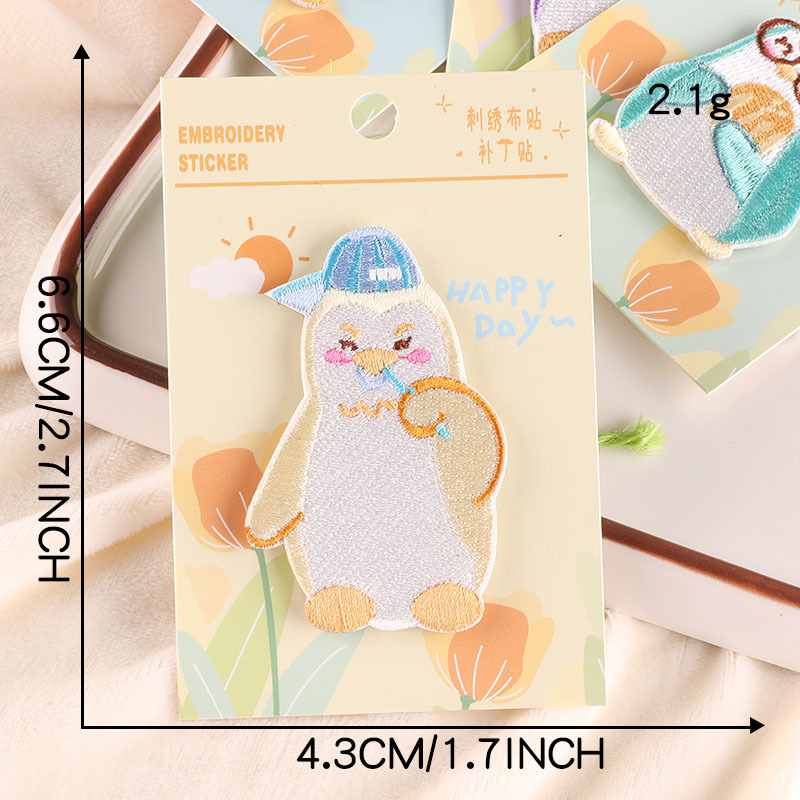 2.1g
EMBROIDERY
STICKER
刺绣布贴
补丁贴
HAPPY
DAY~
6.6CM/2.7INCH
4.3CM/1.7INCH